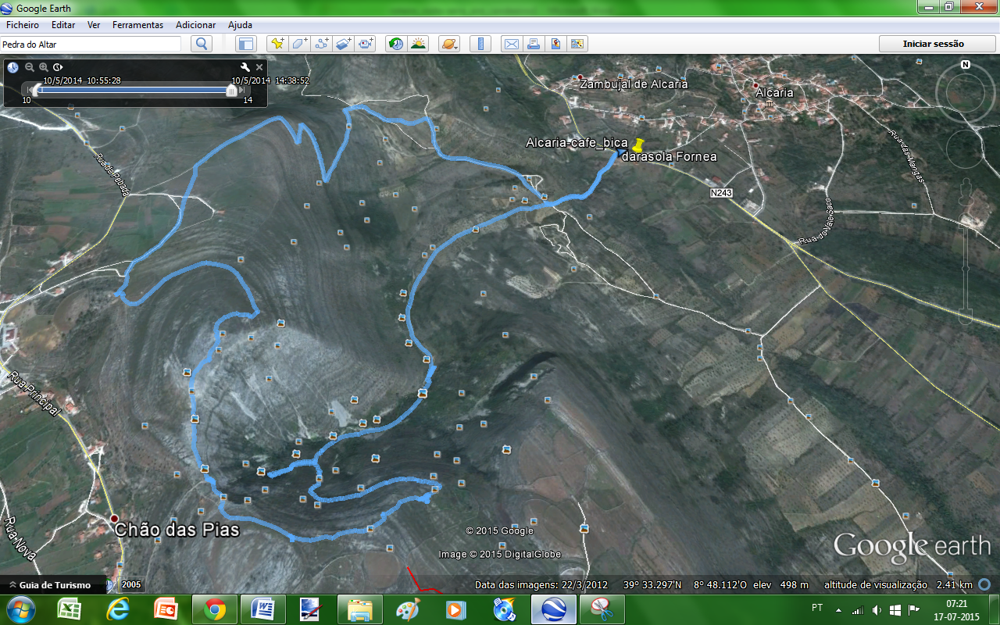 Google Earth
Ficheiro Editar Ver Ferramentas Adicionar Ajuda
Pedra do Altar
Iniciar sessão
10/5/2014 10:55:28 10/5/2014 14:38:52
10 14
N
Zambujal de Alcaria
Alcaria
Alcaria-cafe_bica
darasola Fornea
Rua das Mangas
Rua da Pebada
N243
Rua do Vale Sano
Rua Principal
Chão das Pias
Rua Nova
© 2015 Google
Image © 2015 DigitalGlobe
Google earth
Guia de Turismo 2005
Data das imagens: 22/3/2012 39° 33.297'N 8° 48.112'O elev 498 m altitude de visualização 2.41 km
PT 07:21
17-07-2015